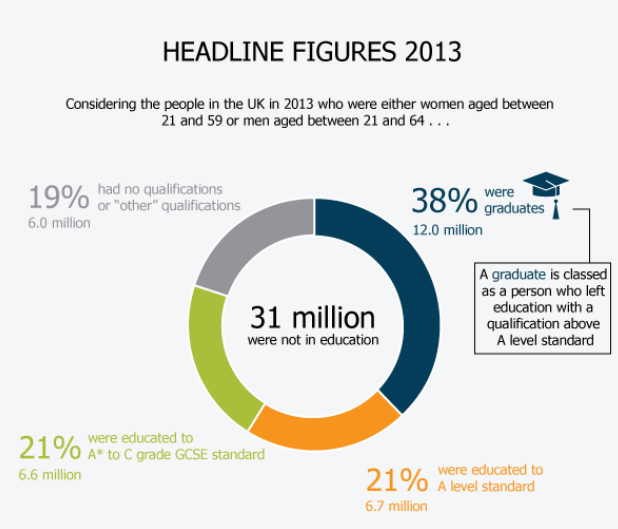 HEADLINE FIGURES 2013
Considering the people in the UK in 2013 who were either women aged between
21 and 59 or men aged between 21 and 64 . . .
19% had no qualifications
or “other” qualifications
6.0 million
38% were
graduates
12.0 million
A graduate is classed
as a person who left
education with a
qualification above
A level standard
31 million
were not in education
21% were educated to
A* to C grade GCSE standard
6.6 million
21% were educated to
A level standard
6.7 million